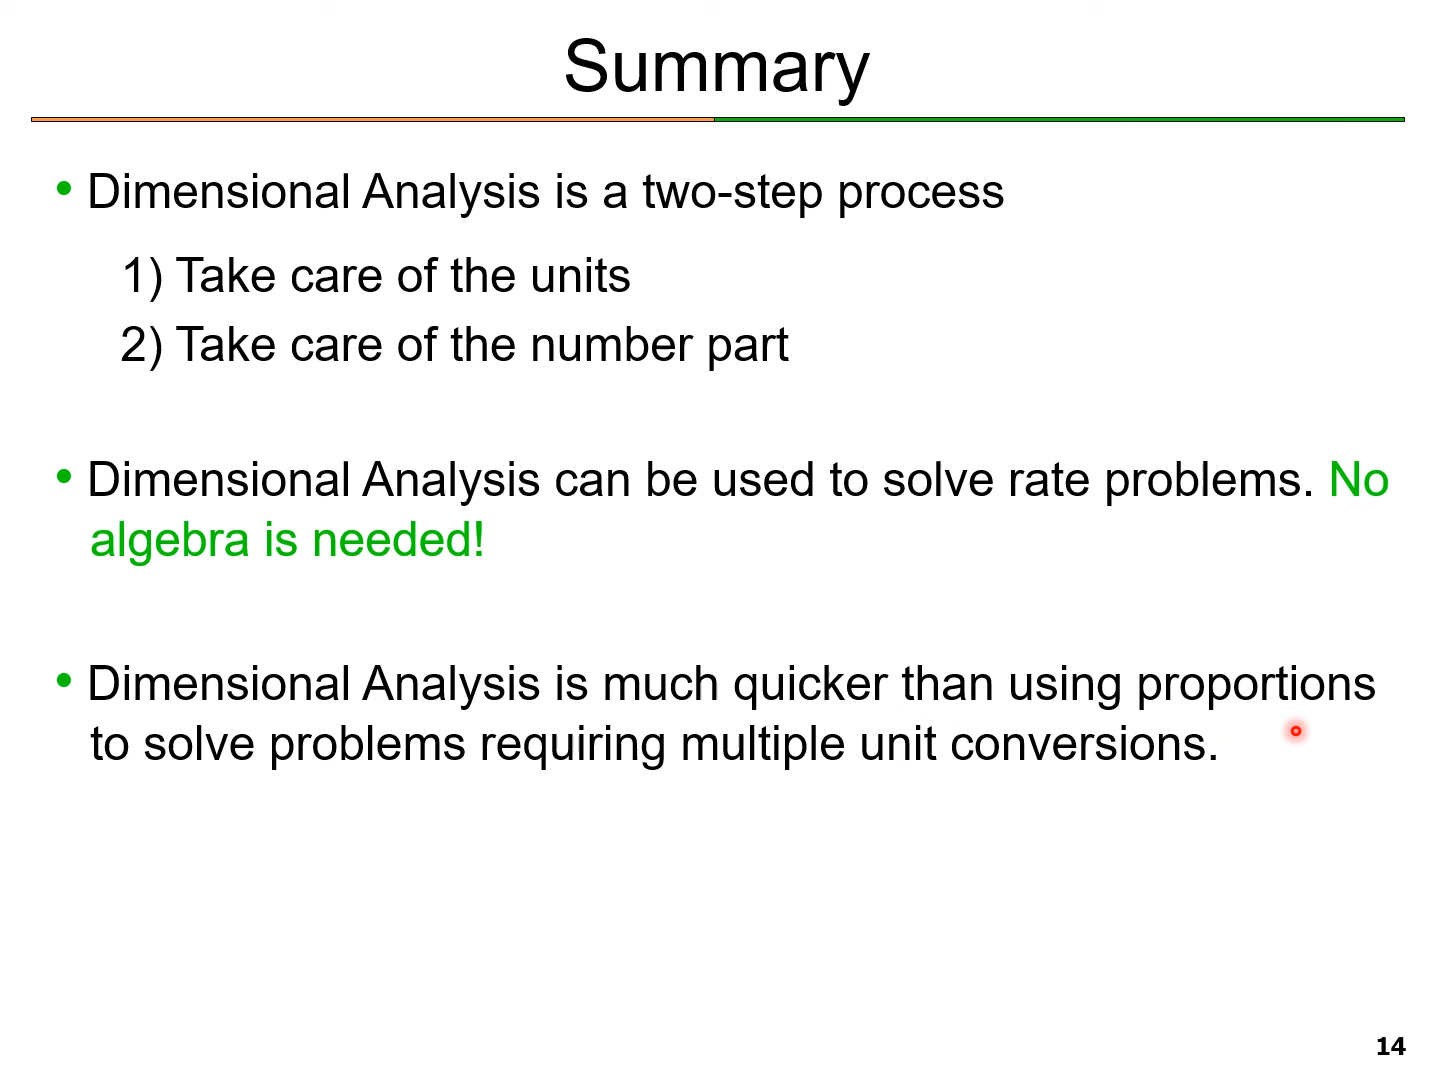 Summary
• Dimensional Analysis is a two-step process
1) Take care of the units
2) Take care of the number part
• Dimensional Analysis can be used to solve rate problems. No
algebra is needed!
• Dimensional Analysis is much quicker than using proportions
to solve problems requiring multiple unit conversions.
14